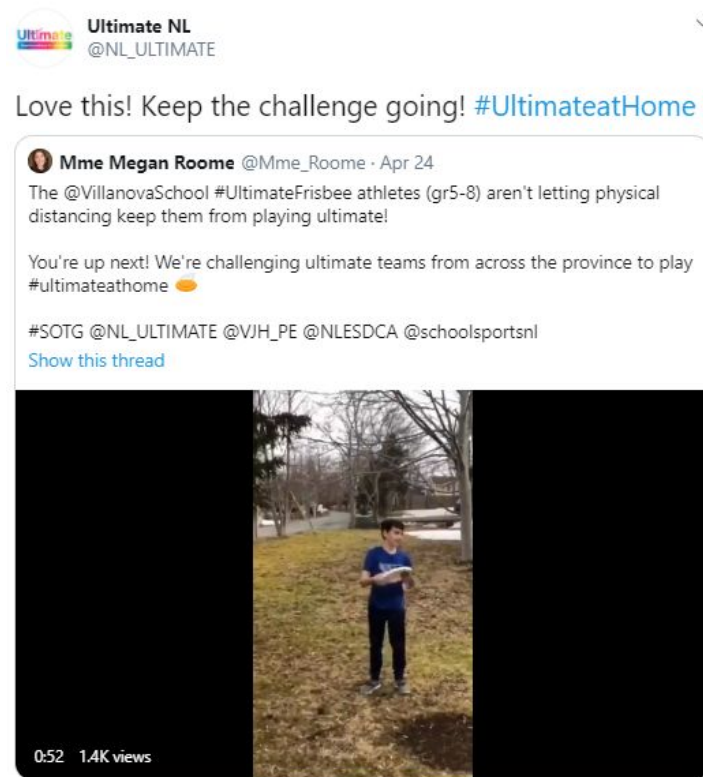 Ultimate
Ultimate NL
@NL_ULTIMATE
Love this! Keep the challenge going! #UltimateatHome
Mme Megan Roome @Mme_Roome · Apr 24
The @VillanovaSchool #UltimateFrisbee athletes (gr5-8) aren't letting physical
distancing keep them from playing ultimate!
You're up next! We're challenging ultimate teams from across the province to play
#ultimateathome
#SOTG @NL_ULTIMATE @VJH_PE @NLESDCA @schoolsportsnl
Show this thread
0:52 1.4K views